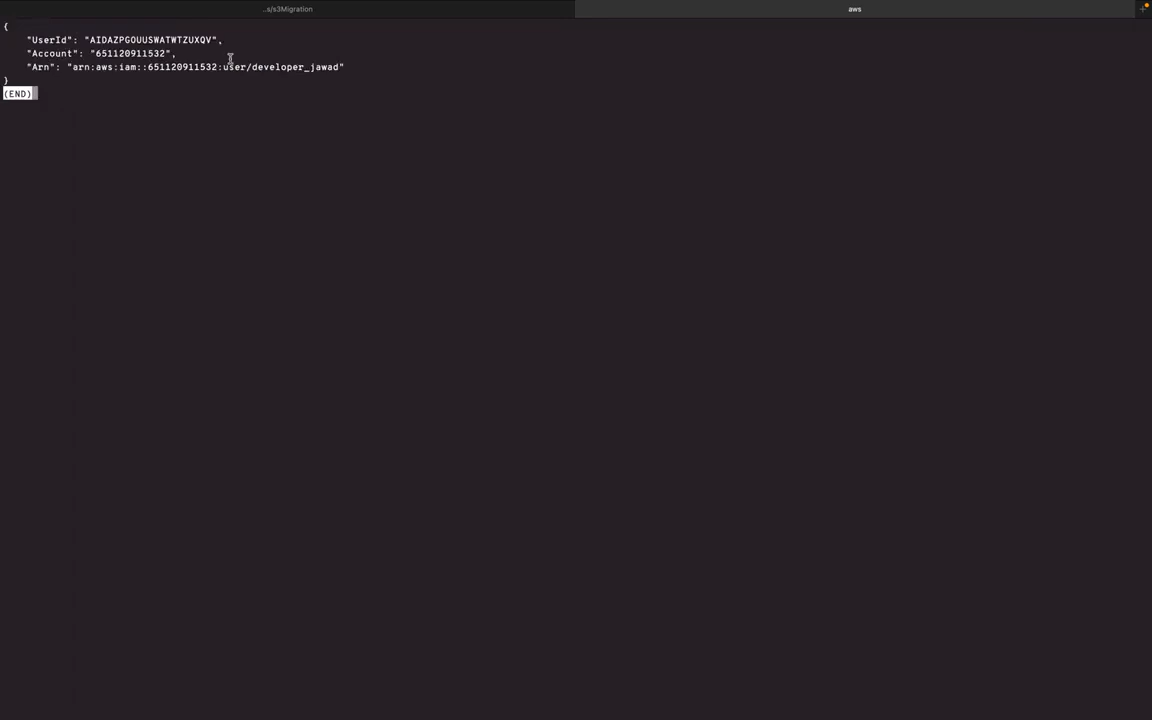 ..s/s3Migration
aws
{
    "UserId": "AIDAZPGOUUSWATWTZUXQV",
    "Account": "651120911532",
    "Arn": "arn:aws:iam::651120911532:user/developer_jawad"
}
(END)